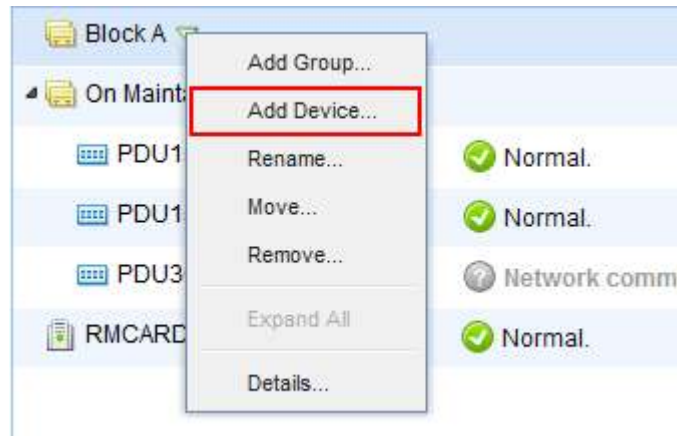 Block A
Add Group...
On Maint
Add Device...
PDU1
Rename...
Normal.
PDU1
Move...
Normal.
PDU3
Remove...
Network comm
Expand All
RMCARD
Normal.
Details...